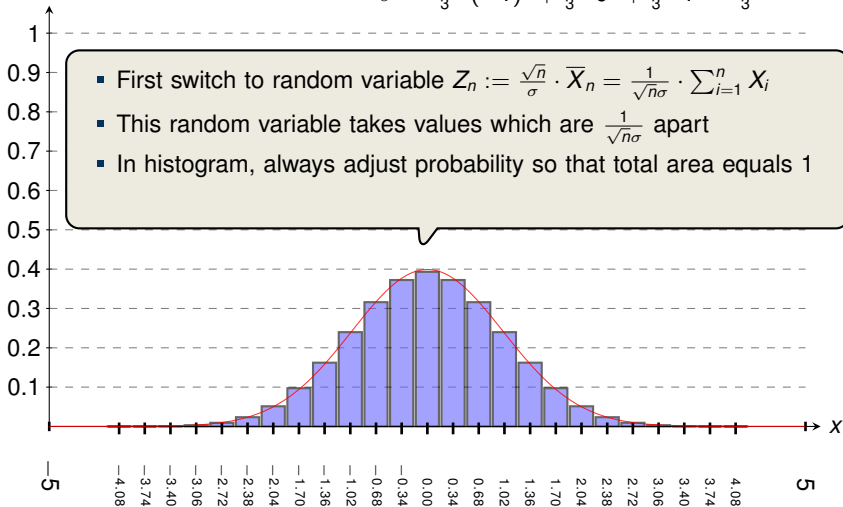 1
0.9
0.8
0.7
0.6
0.5
0.4
0.3
0.2
0.1
▪ First switch to random variable Zₙ := √n/σ · X̅ₙ = 1/(√nσ) · ∑ⁿᵢ₌₁ Xᵢ
▪ This random variable takes values which are 1/(√nσ) apart
▪ In histogram, always adjust probability so that total area equals 1
x
−5 −4.08 −3.74 −3.40 −3.06 −2.72 −2.38 −2.04 −1.70 −1.36 −1.02 −0.68 −0.34 0.00 0.34 0.68 1.02 1.36 1.70 2.04 2.38 2.72 3.06 3.40 3.74 4.08 5